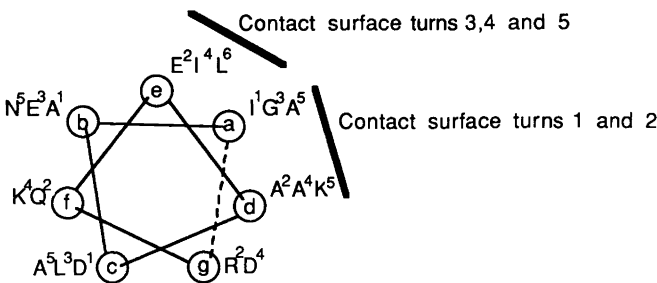 Contact surface turns 3,4 and 5
E²I⁴L⁶
e
N⁵E³A¹
b
a
I¹G³A⁵
Contact surface turns 1 and 2
K⁴Q²
f
d
A²A⁴K⁵
A⁵L³D¹
c
g
R²D⁴